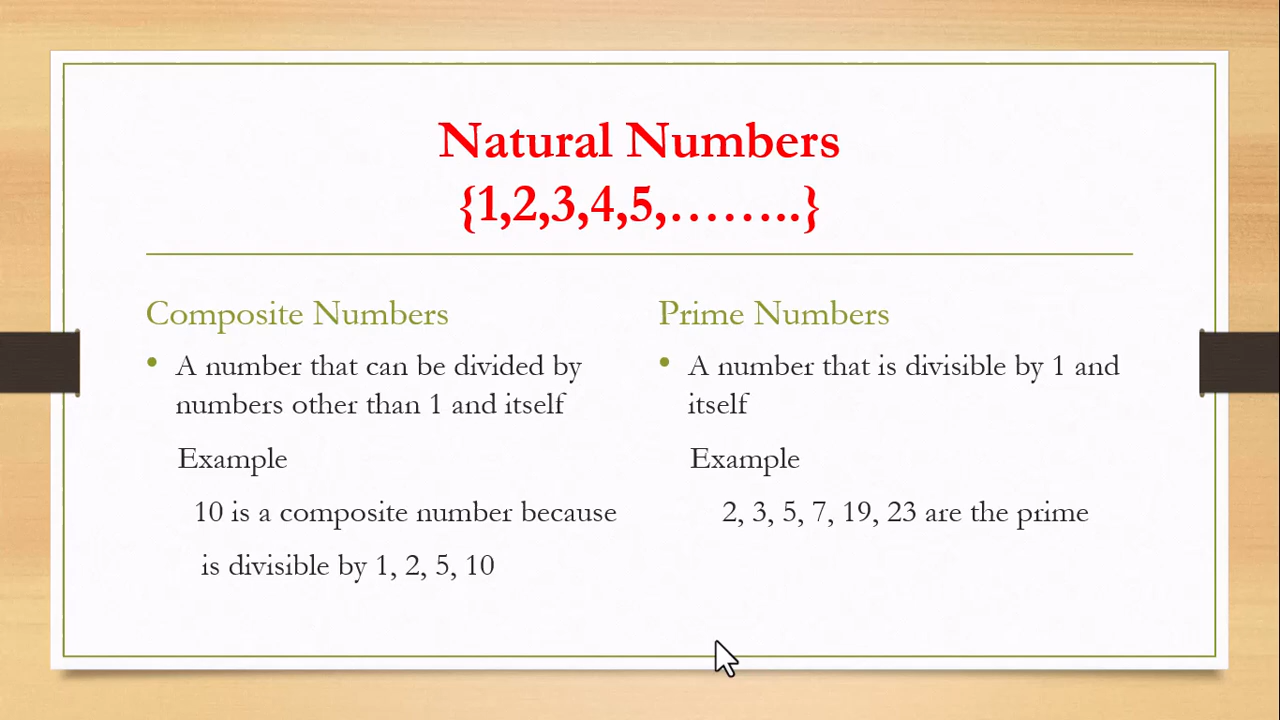 Natural Numbers
{1,2,3,4,5,……..}
Composite Numbers
• A number that can be divided by
numbers other than 1 and itself
Example
10 is a composite number because
is divisible by 1, 2, 5, 10
Prime Numbers
• A number that is divisible by 1 and
itself
Example
2, 3, 5, 7, 19, 23 are the prime